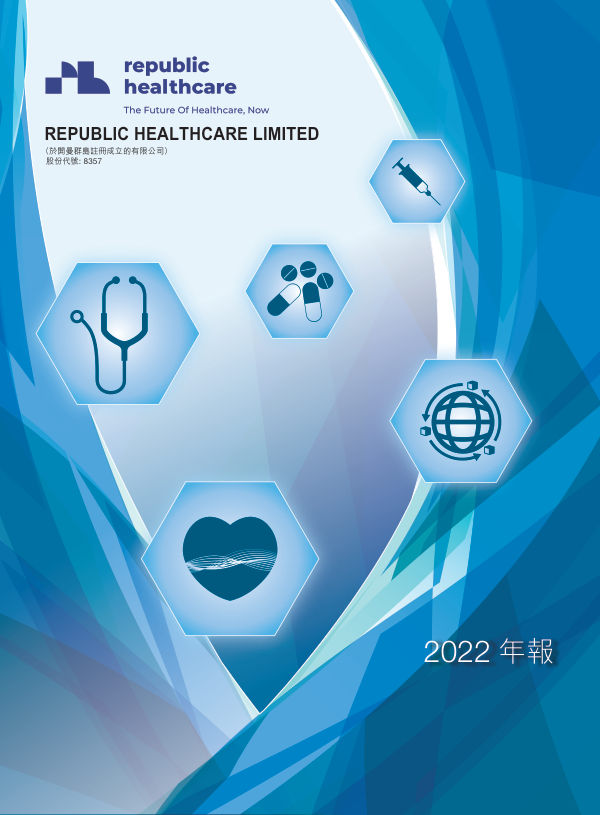 republic
healthcare
The Future Of Healthcare, Now
REPUBLIC HEALTHCARE LIMITED
(於開曼群島註冊成立的有限公司)
股份代號: 8357
2022 年報